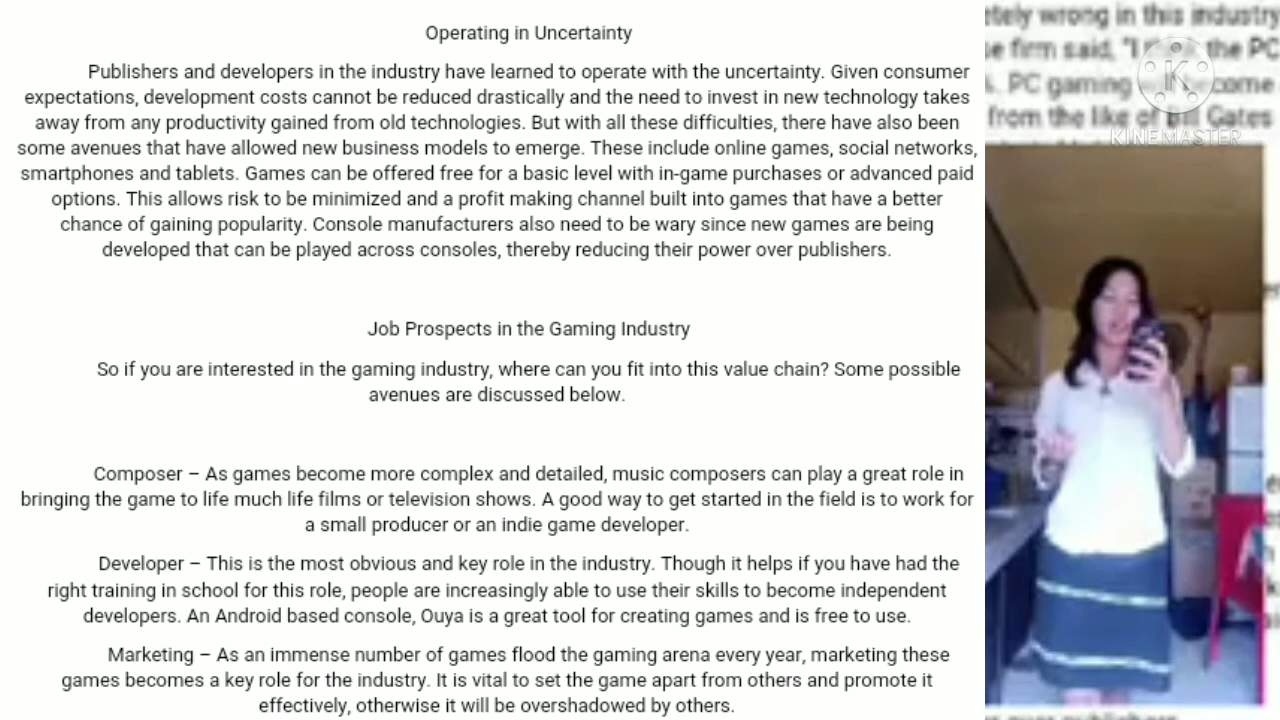 Operating in Uncertainty
Publishers and developers in the industry have learned to operate with the uncertainty. Given consumer
expectations, development costs cannot be reduced drastically and the need to invest in new technology takes
away from any productivity gained from old technologies. But with all these difficulties, there have also been
some avenues that have allowed new business models to emerge. These include online games, social networks,
smartphones and tablets. Games can be offered free for a basic level with in-game purchases or advanced paid
options. This allows risk to be minimized and a profit making channel built into games that have a better
chance of gaining popularity. Console manufacturers also need to be wary since new games are being
developed that can be played across consoles, thereby reducing their power over publishers.
Job Prospects in the Gaming Industry
So if you are interested in the gaming industry, where can you fit into this value chain? Some possible
avenues are discussed below.
Composer – As games become more complex and detailed, music composers can play a great role in
bringing the game to life much life films or television shows. A good way to get started in the field is to work for
a small producer or an indie game developer.
Developer – This is the most obvious and key role in the industry. Though it helps if you have had the
right training in school for this role, people are increasingly able to use their skills to become independent
developers. An Android based console, Ouya is a great tool for creating games and is free to use.
Marketing – As an immense number of games flood the gaming arena every year, marketing these
games becomes a key role for the industry. It is vital to set the game apart from others and promote it
effectively, otherwise it will be overshadowed by others.
wrong in this industry
firm said, the PC
PC gaming come
from the like of Bill Gates
K
KINEMASTER